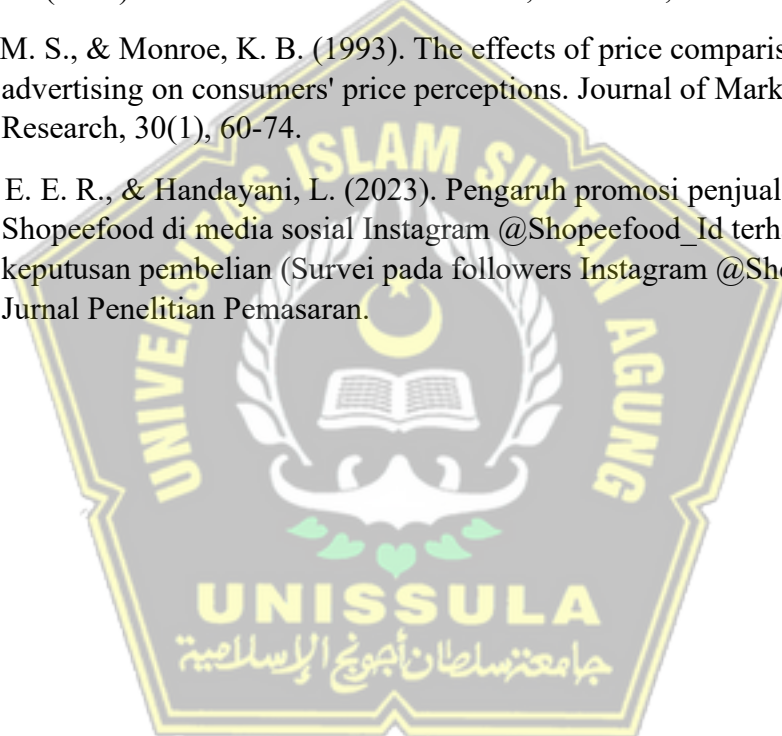 M. S., & Monroe, K. B. (1993). The effects of price comparis
advertising on consumers' price perceptions. Journal of Mark
Research, 30(1), 60-74.
E. E. R., & Handayani, L. (2023). Pengaruh promosi penjual
Shopeefood di media sosial Instagram @Shopeefood_Id terh
keputusan pembelian (Survei pada followers Instagram @Sho
Jurnal Penelitian Pemasaran.
UNIVERSITAS ISLAM SULTAN AGUNG
UNISSULA
جامعة سلطان أجونج الإسلامية